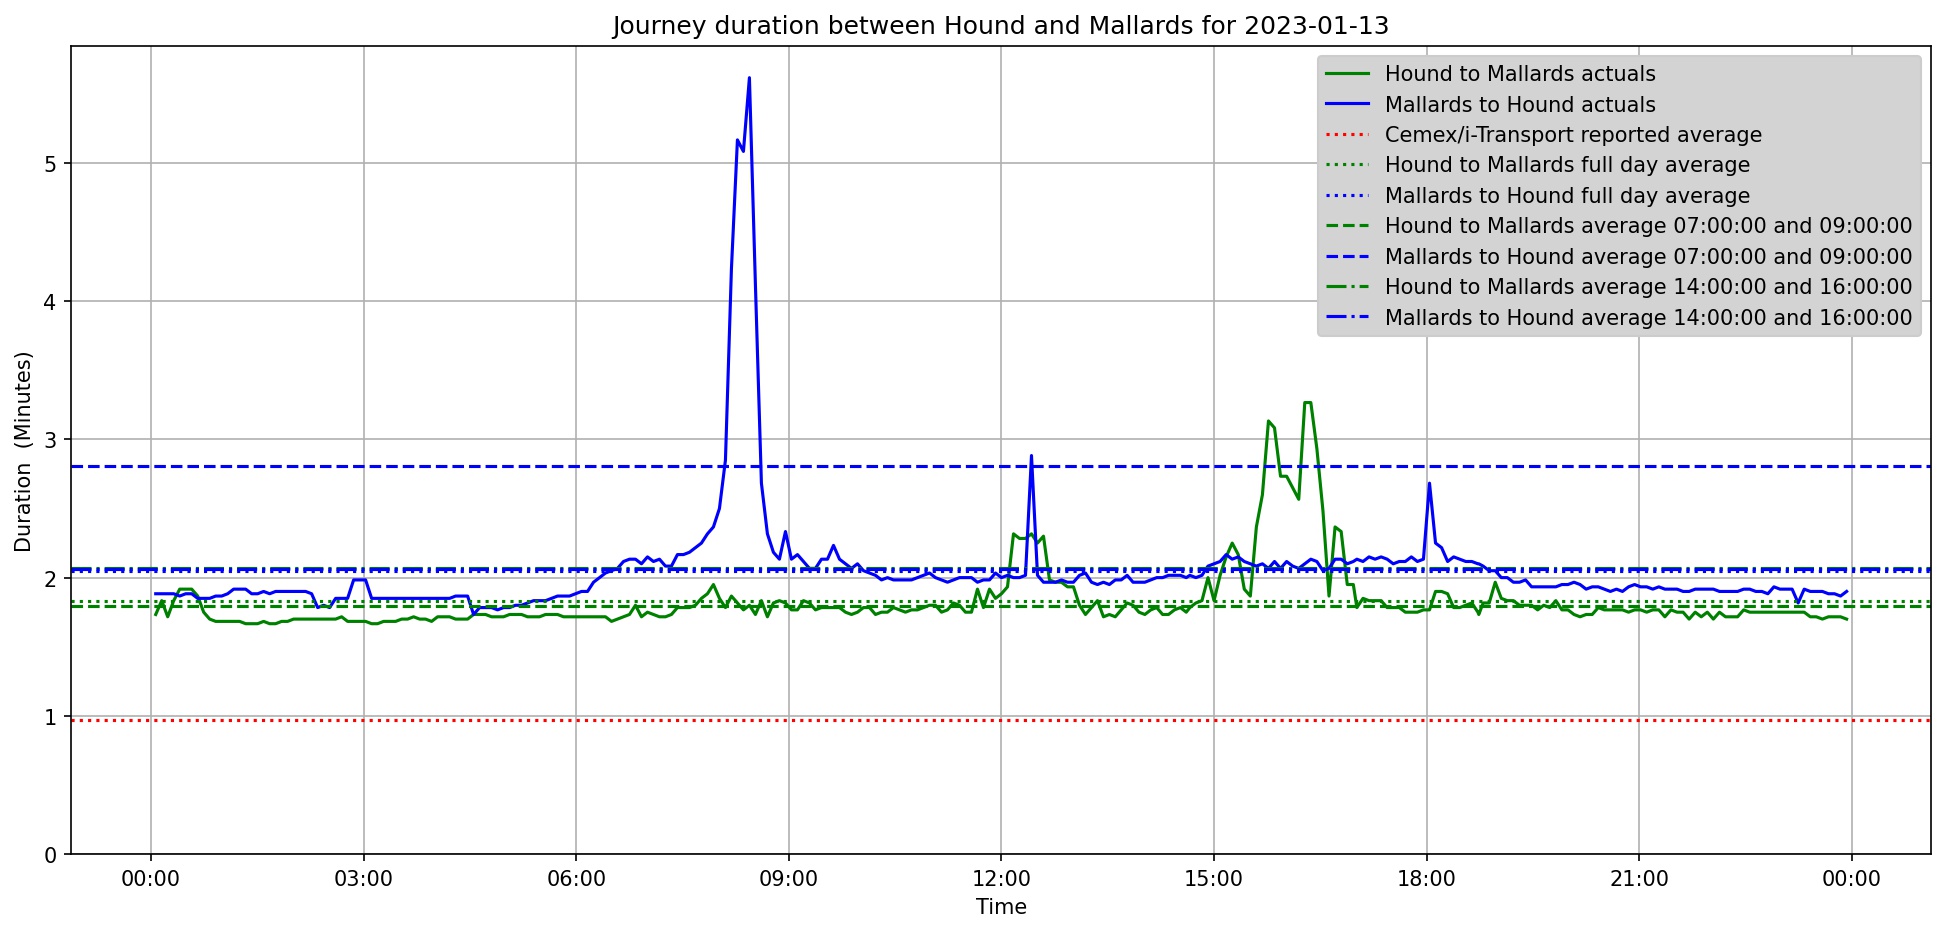 Journey duration between Hound and Mallards for 2023-01-13
Hound to Mallards actuals
Mallards to Hound actuals
Cemex/i-Transport reported average
Hound to Mallards full day average
Mallards to Hound full day average
Hound to Mallards average 07:00:00 and 09:00:00
Mallards to Hound average 07:00:00 and 09:00:00
Hound to Mallards average 14:00:00 and 16:00:00
Mallards to Hound average 14:00:00 and 16:00:00
Duration (Minutes)
5
4
3
2
1
0
00:00 03:00 06:00 09:00 12:00 15:00 18:00 21:00 00:00
Time